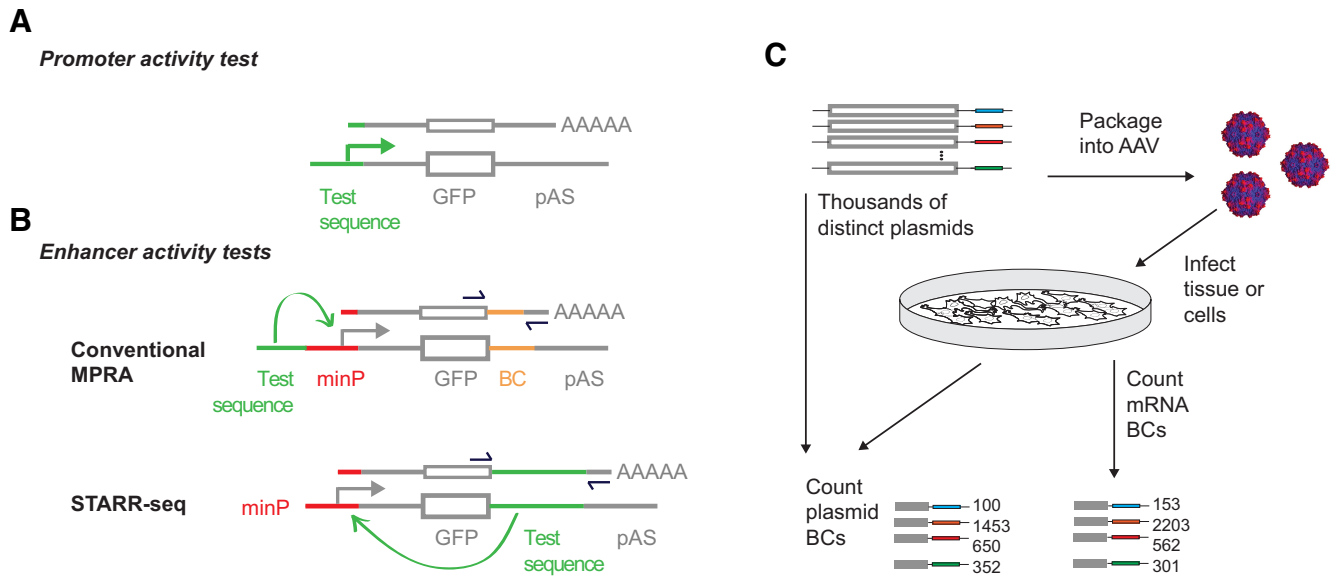 A
Promoter activity test
AAAAA
Test
sequence
GFP
pAS
B
Enhancer activity tests
AAAAA
Conventional
MPRA
Test
sequence
minP
GFP
BC
pAS
AAAAA
STARR-seq
minP
GFP
Test
sequence
pAS
C
Package
into AAV
Thousands of
distinct plasmids
Infect
tissue or
cells
Count
mRNA
BCs
Count
plasmid
BCs
100
1453
650
352
153
2203
562
301